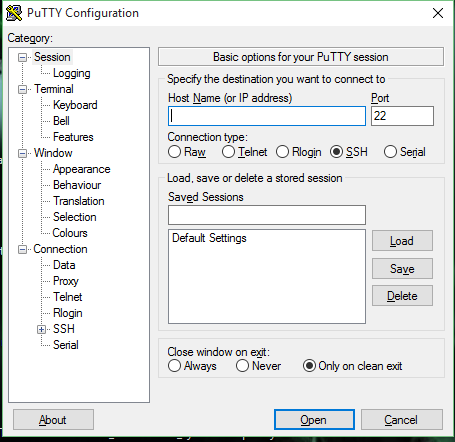 PuTTY Configuration
Category:
Session
Logging
Terminal
Keyboard
Bell
Features
Window
Appearance
Behaviour
Translation
Selection
Colours
Connection
Data
Proxy
Telnet
Rlogin
SSH
Serial
Basic options for your PuTTY session
Specify the destination you want to connect to
Host Name (or IP address) Port
22
Connection type:
Raw Telnet Rlogin SSH Serial
Load, save or delete a stored session
Saved Sessions
Default Settings
Load
Save
Delete
Close window on exit:
Always Never Only on clean exit
About Open Cancel